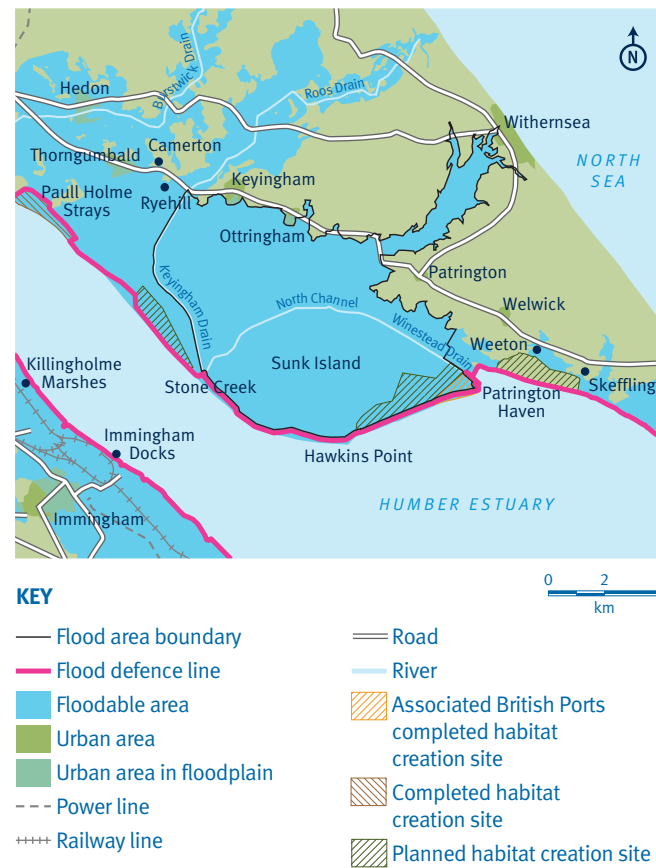 N
Burstwick Drain
Hedon
Roos Drain
Withernsea
Camerton
Thorngumbald
NORTH
SEA
Keyingham
Paull Holme
Strays
Ryehill
Ottringham
Keyingham Drain
Patrington
North Channel
Welwick
Winestead Drain
Weeton
Killingholme
Marshes
Sunk Island
Stone Creek
Skeffling
Patrington
Haven
Immingham
Docks
Hawkins Point
HUMBER ESTUARY
Immingham
KEY
0 2
km
Flood area boundary
Flood defence line
Floodable area
Urban area
Urban area in floodplain
Power line
Railway line
Road
River
Associated British Ports
completed habitat
creation site
Completed habitat
creation site
Planned habitat creation site